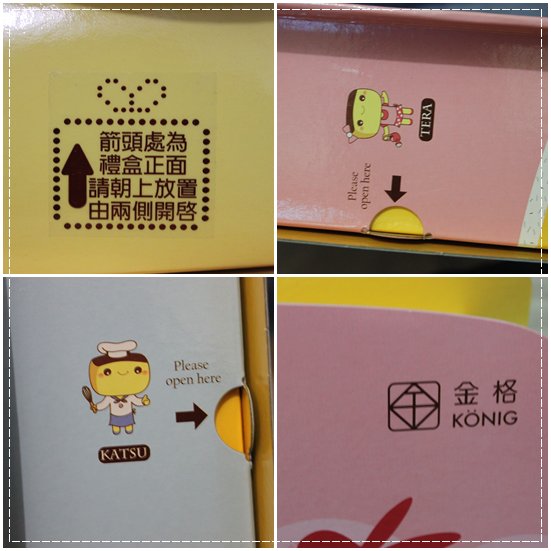 箭頭處為
禮盒正面
請朝上放置
由兩側開啓
TERA
Please
open here
Please
open here
KATSU
金格
KÖNIG